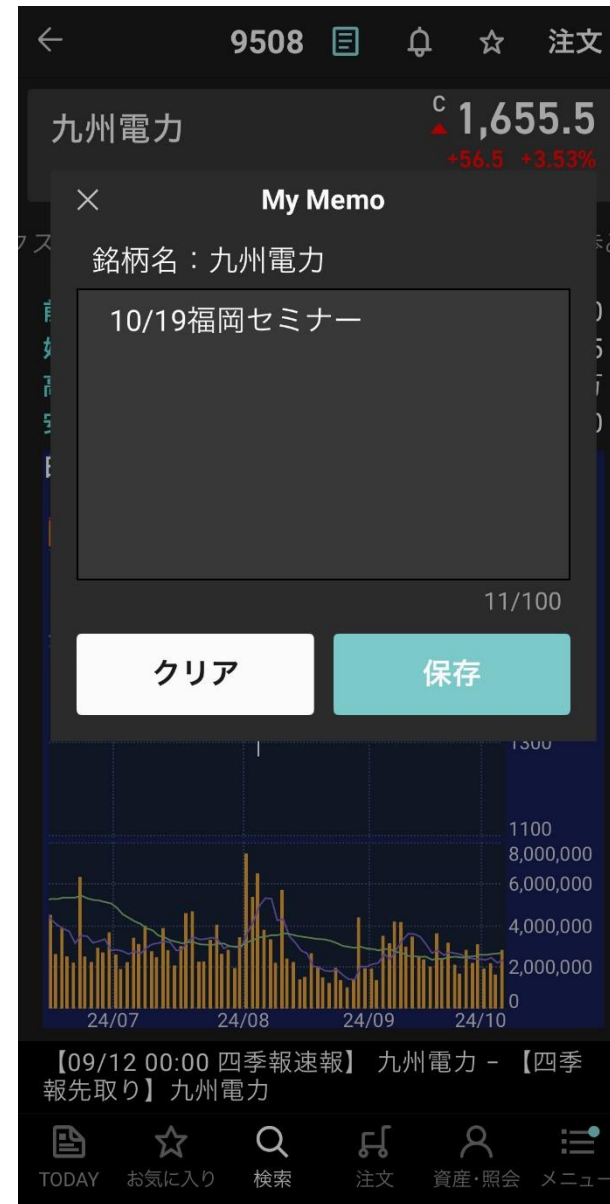 9508 注文
九州電力 C 1,655.5
+56.5 +3.53%
My Memo
銘柄名：九州電力
10/19福岡セミナー
11/100
クリア 保存
1300
1100
8,000,000
6,000,000
4,000,000
2,000,000
0
24/07 24/08 24/09 24/10
【09/12 00:00 四季報速報】 九州電力 – 【四季
報先取り】九州電力
TODAY お気に入り 検索 注文 資産・照会 メニュー